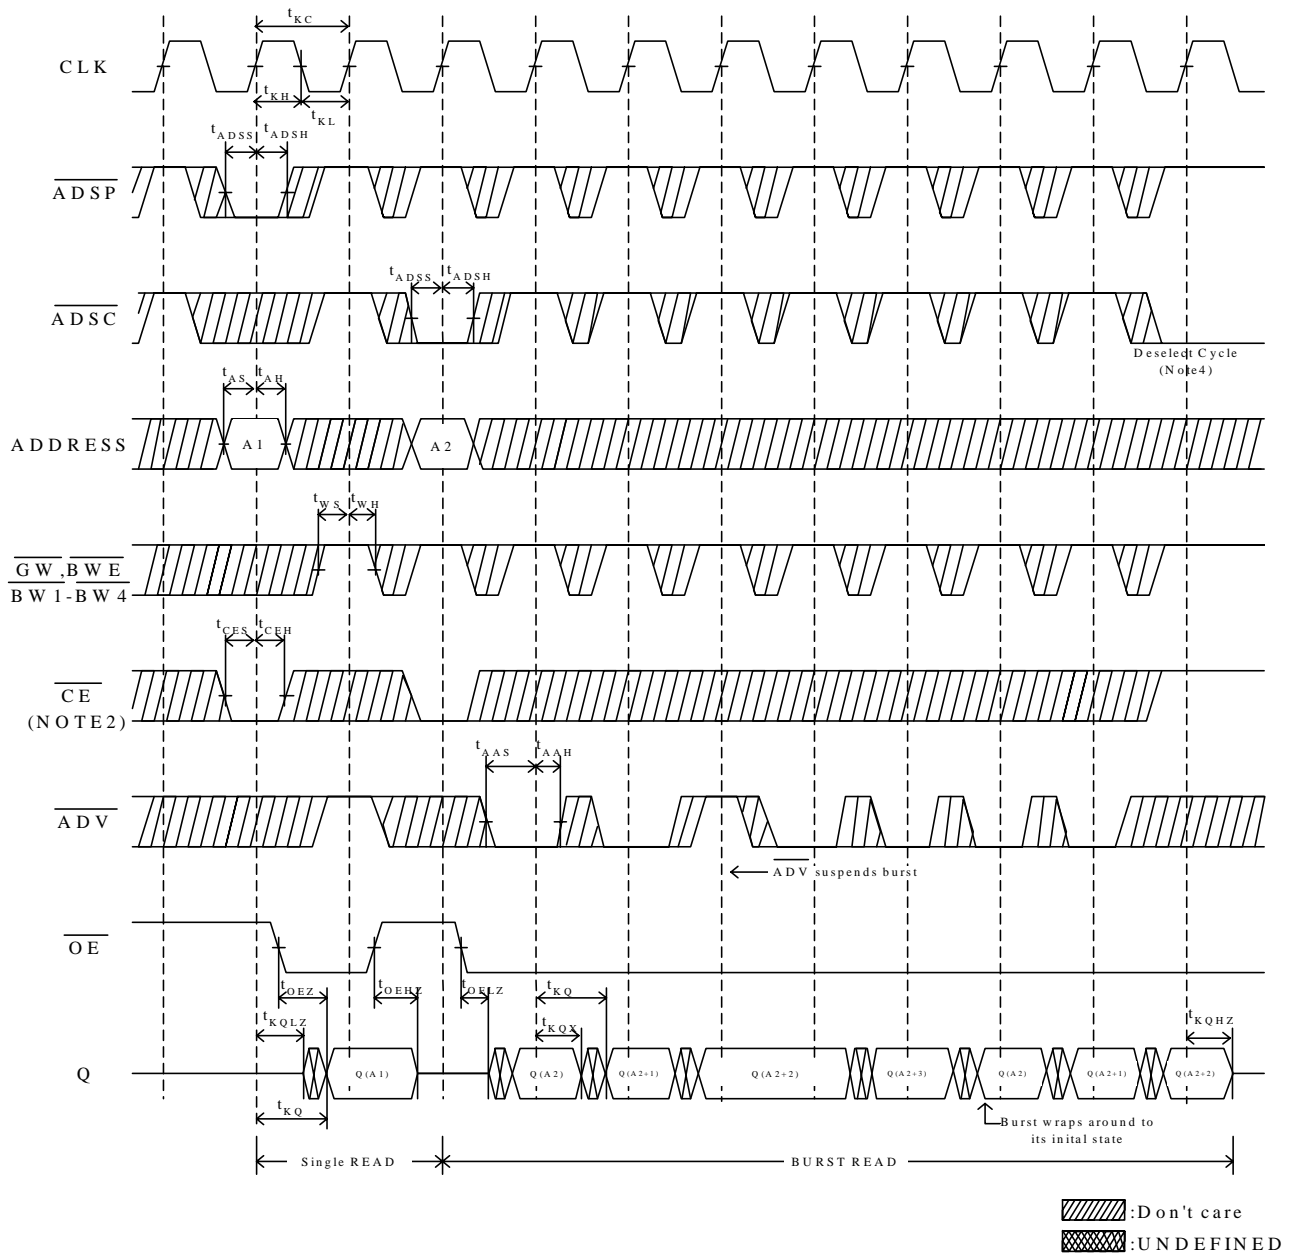 tKC
CLK
tKH
tKL
tADSS tADSH
ADSP
tADSS tADSH
ADSC
Deselect Cycle
(Note4)
tAS tAH
ADDRESS
A1
A2
tWS tWH
GW,BWE
BW1-BW4
tCES tCEH
CE
(NOTE2)
tAAS tAAH
ADV
ADV suspends burst
OE
tOEZ tOEHZ tOELZ tKQ
tKQLZ tKQX tKQHZ
Q
Q(A1) Q(A2) Q(A2+1) Q(A2+2) Q(A2+3) Q(A2) Q(A2+1) Q(A2+2)
tKQ
Burst wraps around to
its inital state
Single READ
BURST READ
:Don't care
:UNDEFINED